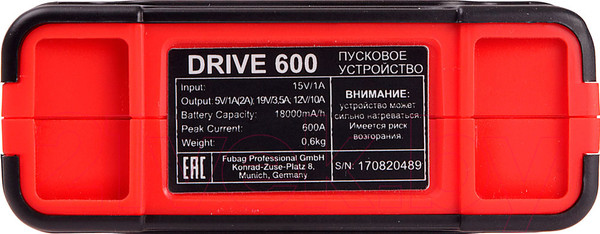 DRIVE 600
ПУСКОВОЕ
УСТРОЙСТВО
Input: 15V/1A
Output: 5V/1A(2A); 19V/3,5A, 12V/10A
Battery Capacity: 18000mA/h
Peak Current: 600A
Weight: 0,6kg
ВНИМАНИЕ:
устройство может
сильно нагреваться.
Имеется риск
возгорания.
EAC
Fubag Professional GmbH
Konrad-Zuse-Platz 8,
Munich, Germany
S/N: 170820489